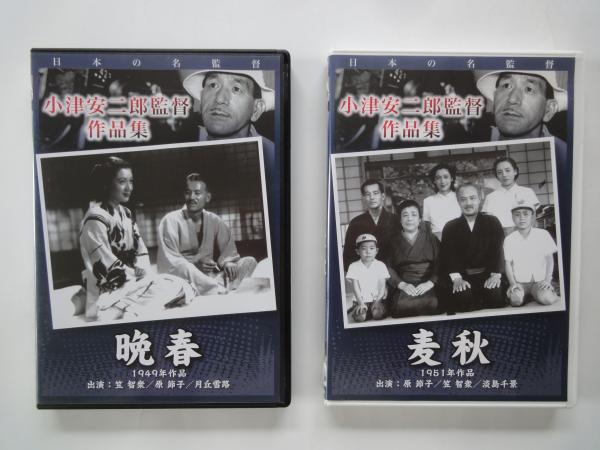 日本の名監督
小津安二郎監督
作品集
晩春
1949年作品
出演：笠 智衆／原 節子／月丘雪路
日本の名監督
小津安二郎監督
作品集
麦秋
1951年作品
出演：原 節子／笠 智衆／淡島千景